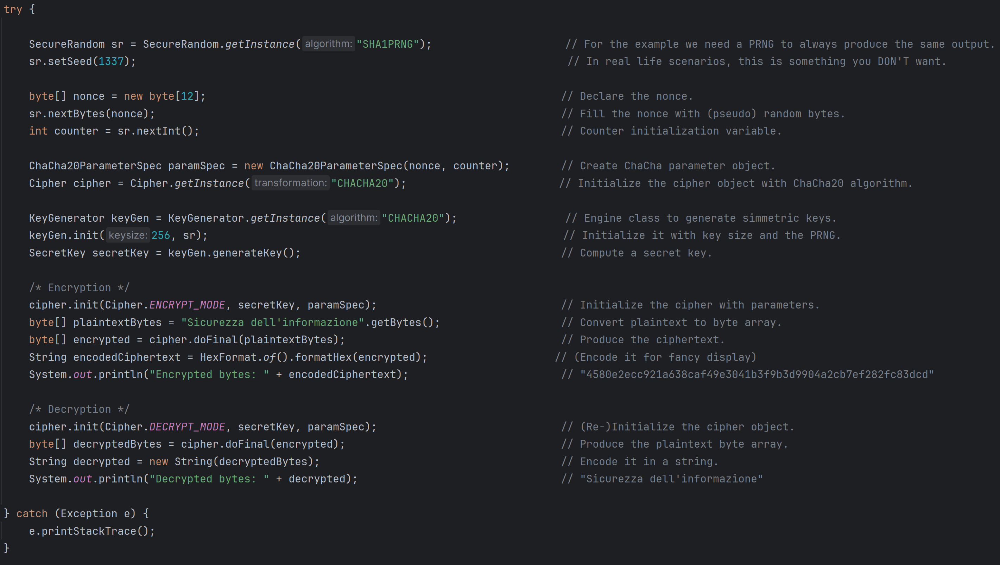 try {
SecureRandom sr = SecureRandom.getInstance( algorithm: "SHA1PRNG"); // For the example we need a PRNG to always produce the same output.
sr.setSeed(1337); // In real life scenarios, this is something you DON'T want.
byte[] nonce = new byte[12]; // Declare the nonce.
sr.nextBytes(nonce); // Fill the nonce with (pseudo) random bytes.
int counter = sr.nextInt(); // Counter initialization variable.
ChaCha20ParameterSpec paramSpec = new ChaCha20ParameterSpec(nonce, counter); // Create ChaCha parameter object.
Cipher cipher = Cipher.getInstance( transformation: "CHACHA20"); // Initialize the cipher object with ChaCha20 algorithm.
KeyGenerator keyGen = KeyGenerator.getInstance( algorithm: "CHACHA20"); // Engine class to generate simmetric keys.
keyGen.init( keysize: 256, sr); // Initialize it with key size and the PRNG.
SecretKey secretKey = keyGen.generateKey(); // Compute a secret key.
/* Encryption */
cipher.init(Cipher.ENCRYPT_MODE, secretKey, paramSpec); // Initialize the cipher with parameters.
byte[] plaintextBytes = "Sicurezza dell'informazione".getBytes(); // Convert plaintext to byte array.
byte[] encrypted = cipher.doFinal(plaintextBytes); // Produce the ciphertext.
String encodedCiphertext = HexFormat.of().formatHex(encrypted); // (Encode it for fancy display)
System.out.println("Encrypted bytes: " + encodedCiphertext); // "4580e2ecc921a638caf49e3041b3f9b3d9904a2cb7ef282fc83dcd"
/* Decryption */
cipher.init(Cipher.DECRYPT_MODE, secretKey, paramSpec); // (Re-)Initialize the cipher object.
byte[] decryptedBytes = cipher.doFinal(encrypted); // Produce the plaintext byte array.
String decrypted = new String(decryptedBytes); // Encode it in a string.
System.out.println("Decrypted bytes: " + decrypted); // "Sicurezza dell'informazione"
} catch (Exception e) {
e.printStackTrace();
}